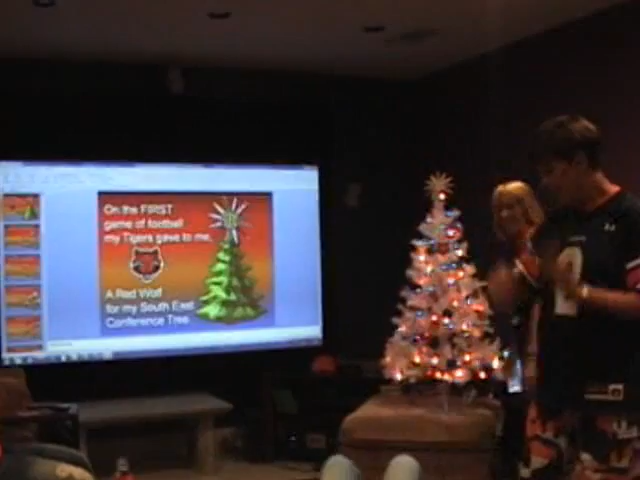 On the FIRST
game of football
my Tigers gave to me,
A Red Wolf
for my South East
Conference Tree.